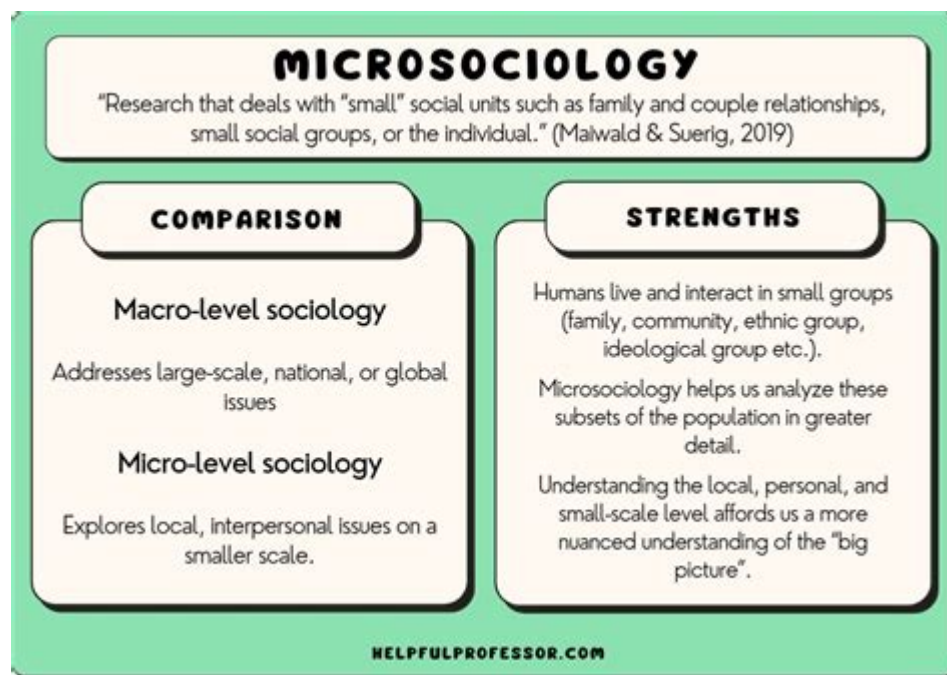 MICROSOCIOLOGY
“Research that deals with “small” social units such as family and couple relationships,
small social groups, or the individual.” (Maiwald & Suerig, 2019)
COMPARISON
Macro-level sociology
Addresses large-scale, national, or global
issues
Micro-level sociology
Explores local, interpersonal issues on a
smaller scale.
STRENGTHS
Humans live and interact in small groups
(family, community, ethnic group,
ideological group etc.).
Microsociology helps us analyze these
subsets of the population in greater
detail.
Understanding the local, personal, and
small-scale level affords us a more
nuanced understanding of the “big
picture”.
HELPFULPROFESSOR.COM